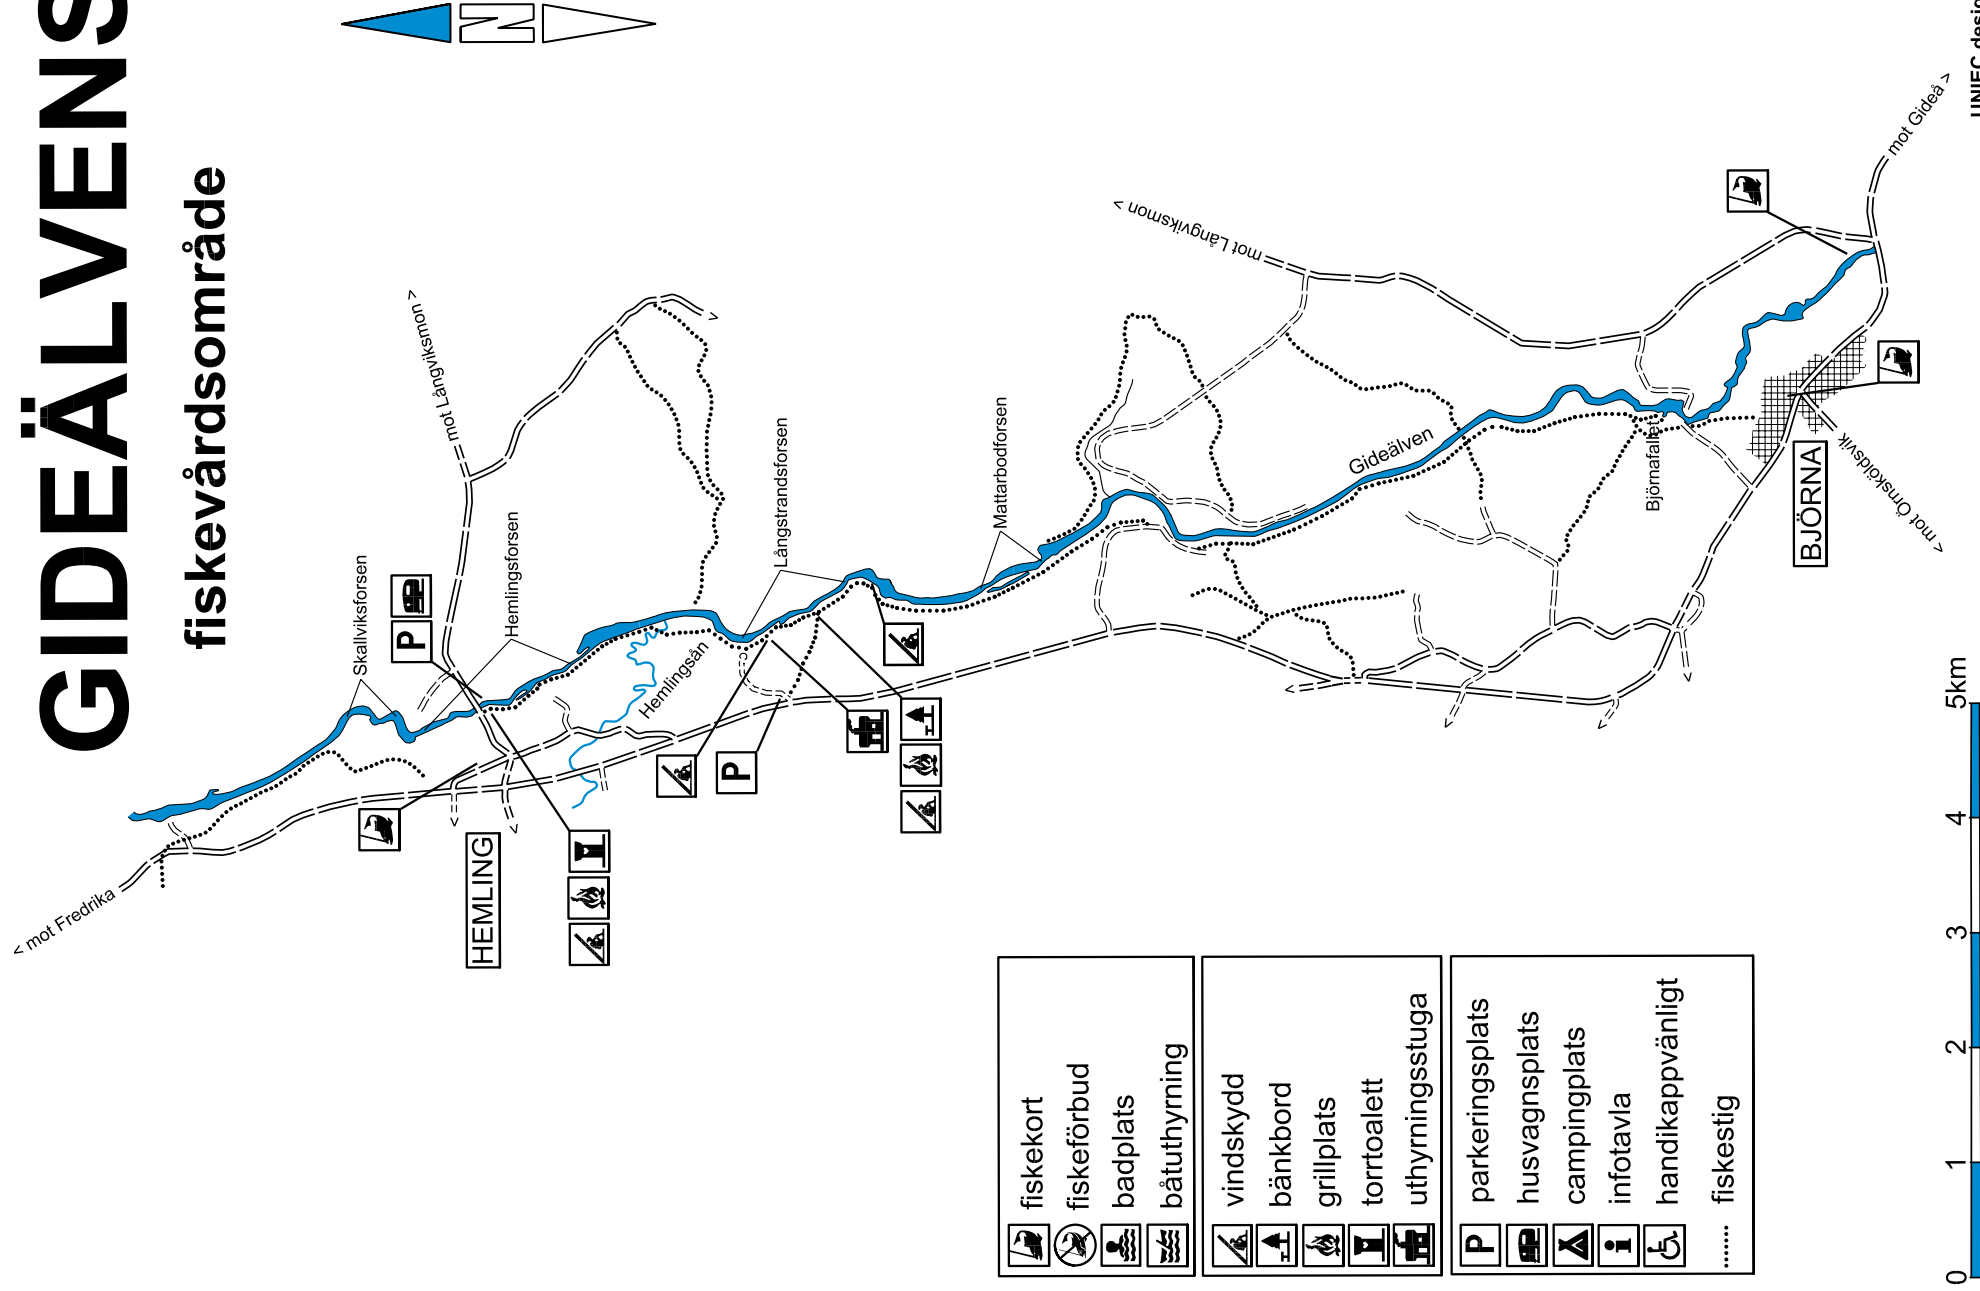 GIDEÄLVENS
fiskevårdsområde
N
< mot Fredrika
mot Långviksmon >
Skallviksforsen
P
Hemlingsforsen
HEMLING
Hemlingsån
Långstrandsforsen
P
Mattarbodforsen
mot Långviksmon >
Gideälven
Björnafallet
BJÖRNA
< mot Örnsköldsvik
mot Gideå >
fiskekort
fiskeförbud
badplats
båtuthyrning
vindskydd
bänkbord
grillplats
torrtoalett
uthyrningsstuga
P parkeringsplats
husvagnsplats
campingplats
i infotavla
handikappvänligt
fiskestig
0 1 2 3 4 5km